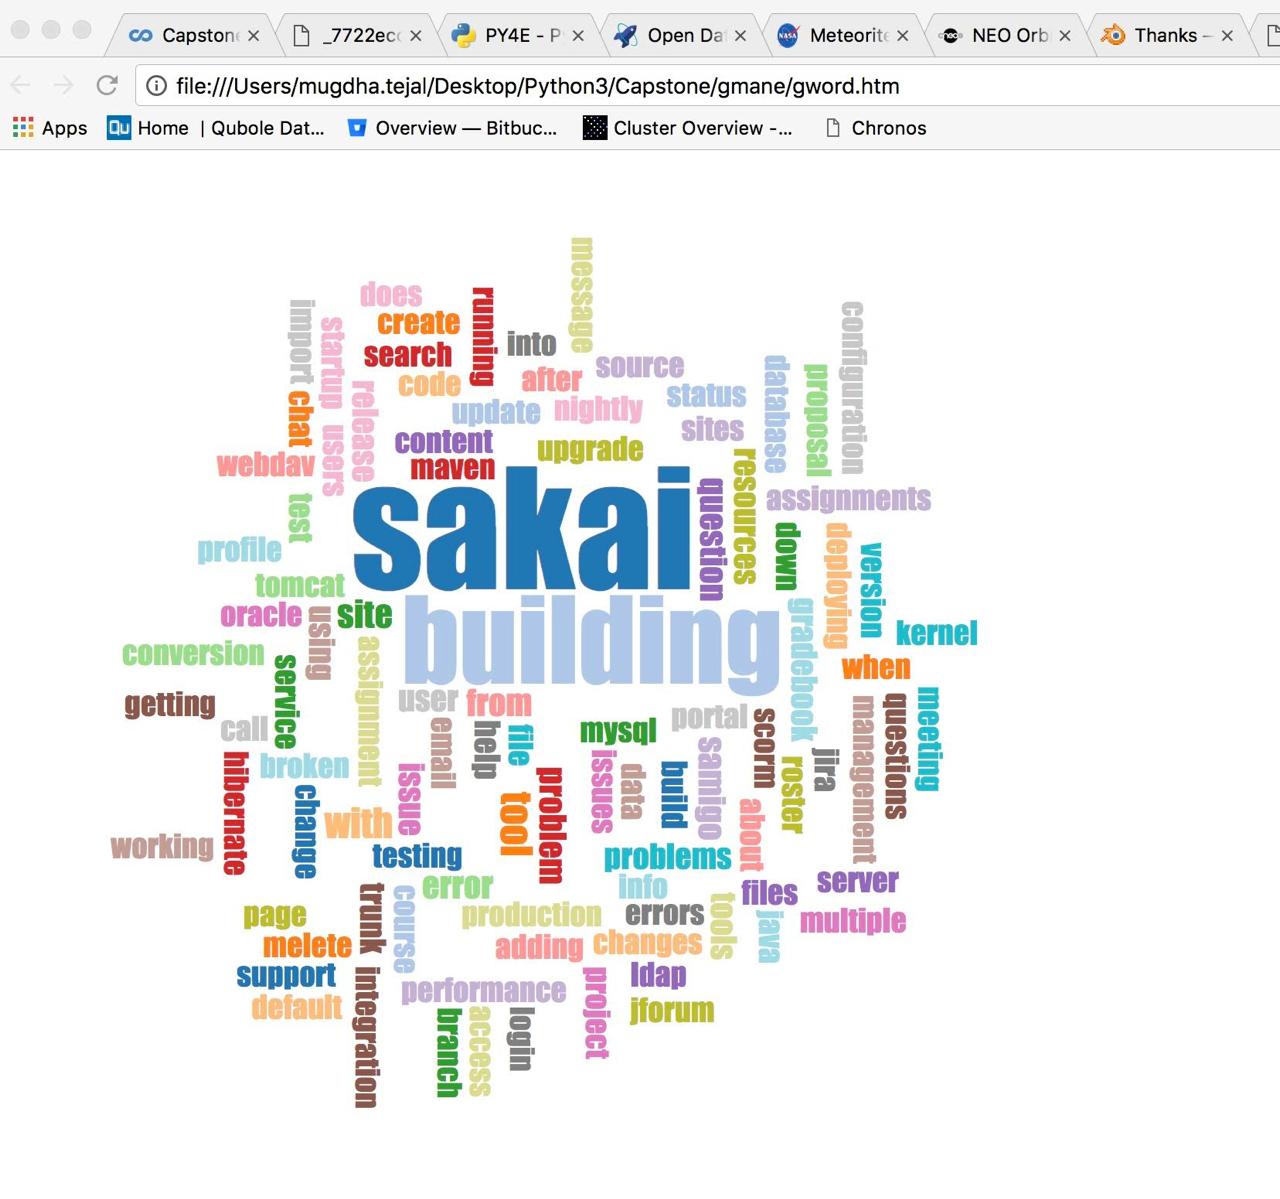 Capstone
_7722ec
PY4E - P
Open Da
Meteorite
NEO Orb
Thanks –
file:///Users/mugdha.tejal/Desktop/Python3/Capstone/gmane/gword.htm
Apps
Qu
Home | Qubole Dat...
Overview — Bitbuc...
Cluster Overview -...
Chronos
message
does
running
import
configuration
create
startup
into
search
source
database
proposal
after
code
release
status
chat
update
nightly
sites
users
content
upgrade
resources
webdav
maven
sakai
question
assignments
test
down
deploying
version
profile
tomcat
building
gradebook
oracle
using
site
kernel
assignment
conversion
service
when
getting
user
from
meeting
questions
management
call
email
help
file
mysql
portal
scorm
hibernate
broken
issue
problem
issues
data
build
samigo
roster
jira
change
tool
about
with
working
testing
problems
error
info
files
server
trunk
course
tools
page
production
errors
java
multiple
melete
adding
changes
support
integration
performance
project
ldap
default
branch
access
login
jforum